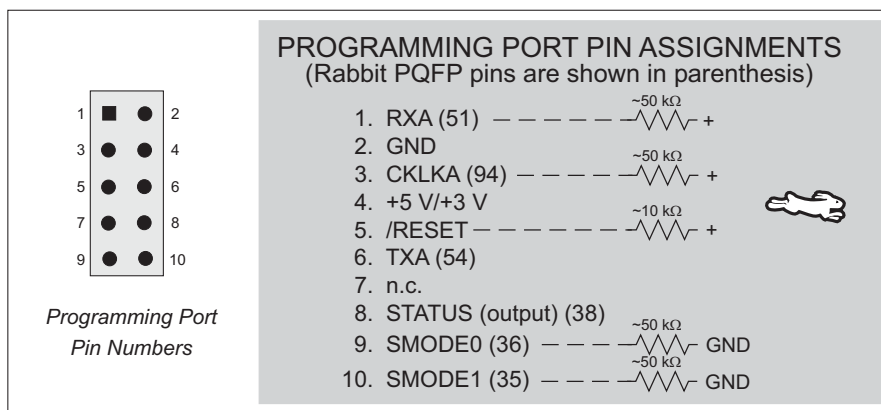 1 2
3 4
5 6
7 8
9 10
Programming Port
Pin Numbers
PROGRAMMING PORT PIN ASSIGNMENTS
(Rabbit PQFP pins are shown in parenthesis)
~50 kΩ
1. RXA (51) +
2. GND
~50 kΩ
3. CKLKA (94) +
4. +5 V/+3 V
~10 kΩ
5. /RESET +
6. TXA (54)
7. n.c.
8. STATUS (output) (38)
~50 kΩ
9. SMODE0 (36) GND
~50 kΩ
10. SMODE1 (35) GND